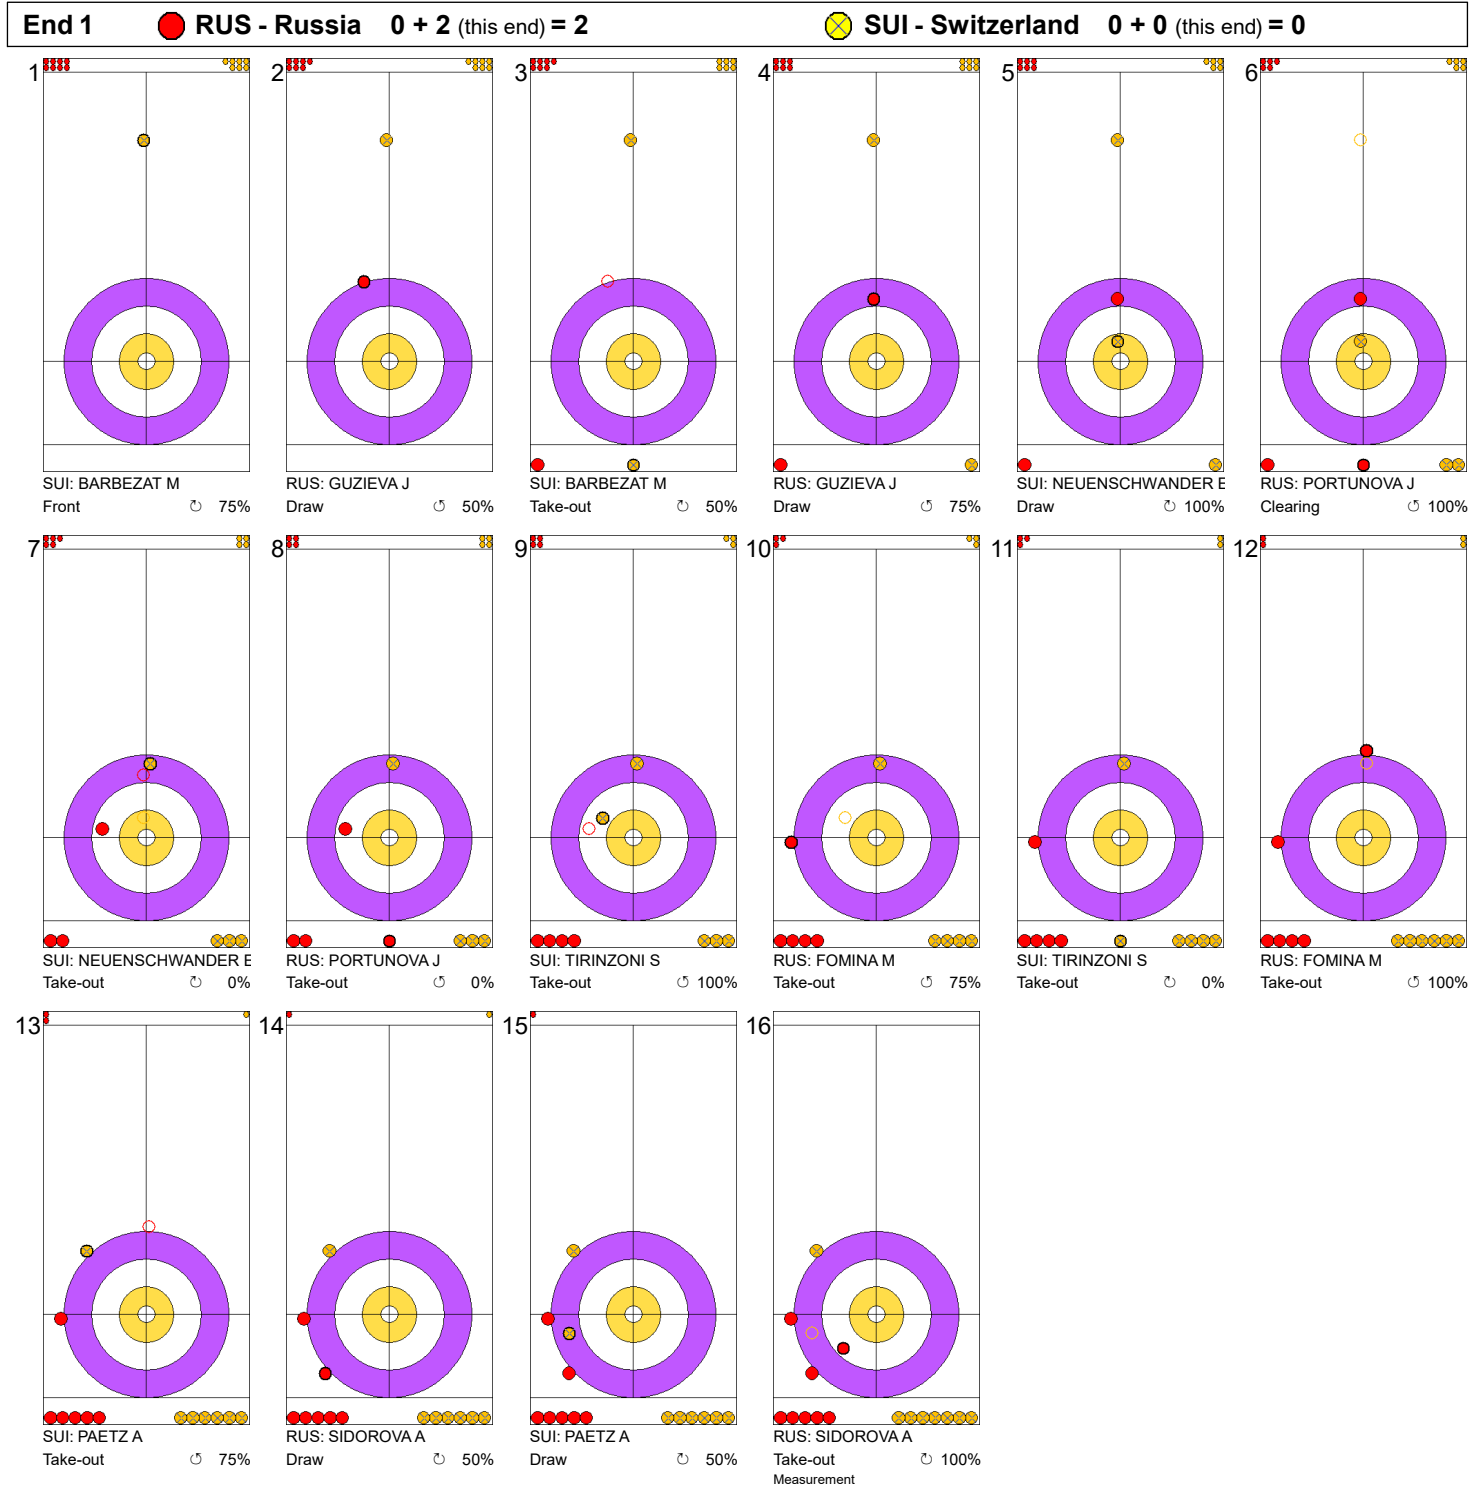 End 1 RUS - Russia 0 + 2 (this end) = 2 SUI - Switzerland 0 + 0 (this end) = 0
1 2 3 4 5 6
SUI: BARBEZAT M RUS: GUZIEVA J SUI: BARBEZAT M RUS: GUZIEVA J SUI: NEUENSCHWANDER E RUS: PORTUNOVA J
Front ↻ 75% Draw ↺ 50% Take-out ↺ 50% Draw ↺ 75% Draw ↻ 100% Clearing ↺ 100%
7 8 9 10 11 12
SUI: NEUENSCHWANDER E RUS: PORTUNOVA J SUI: TIRINZONI S RUS: FOMINA M SUI: TIRINZONI S RUS: FOMINA M
Take-out ↻ 0% Take-out ↻ 0% Take-out ↺ 100% Take-out ↺ 75% Take-out ↻ 0% Take-out ↺ 100%
13 14 15 16
SUI: PAETZ A RUS: SIDOROVA A SUI: PAETZ A RUS: SIDOROVA A
Take-out ↺ 75% Draw ↺ 50% Draw ↺ 50% Take-out ↻ 100%
Measurement